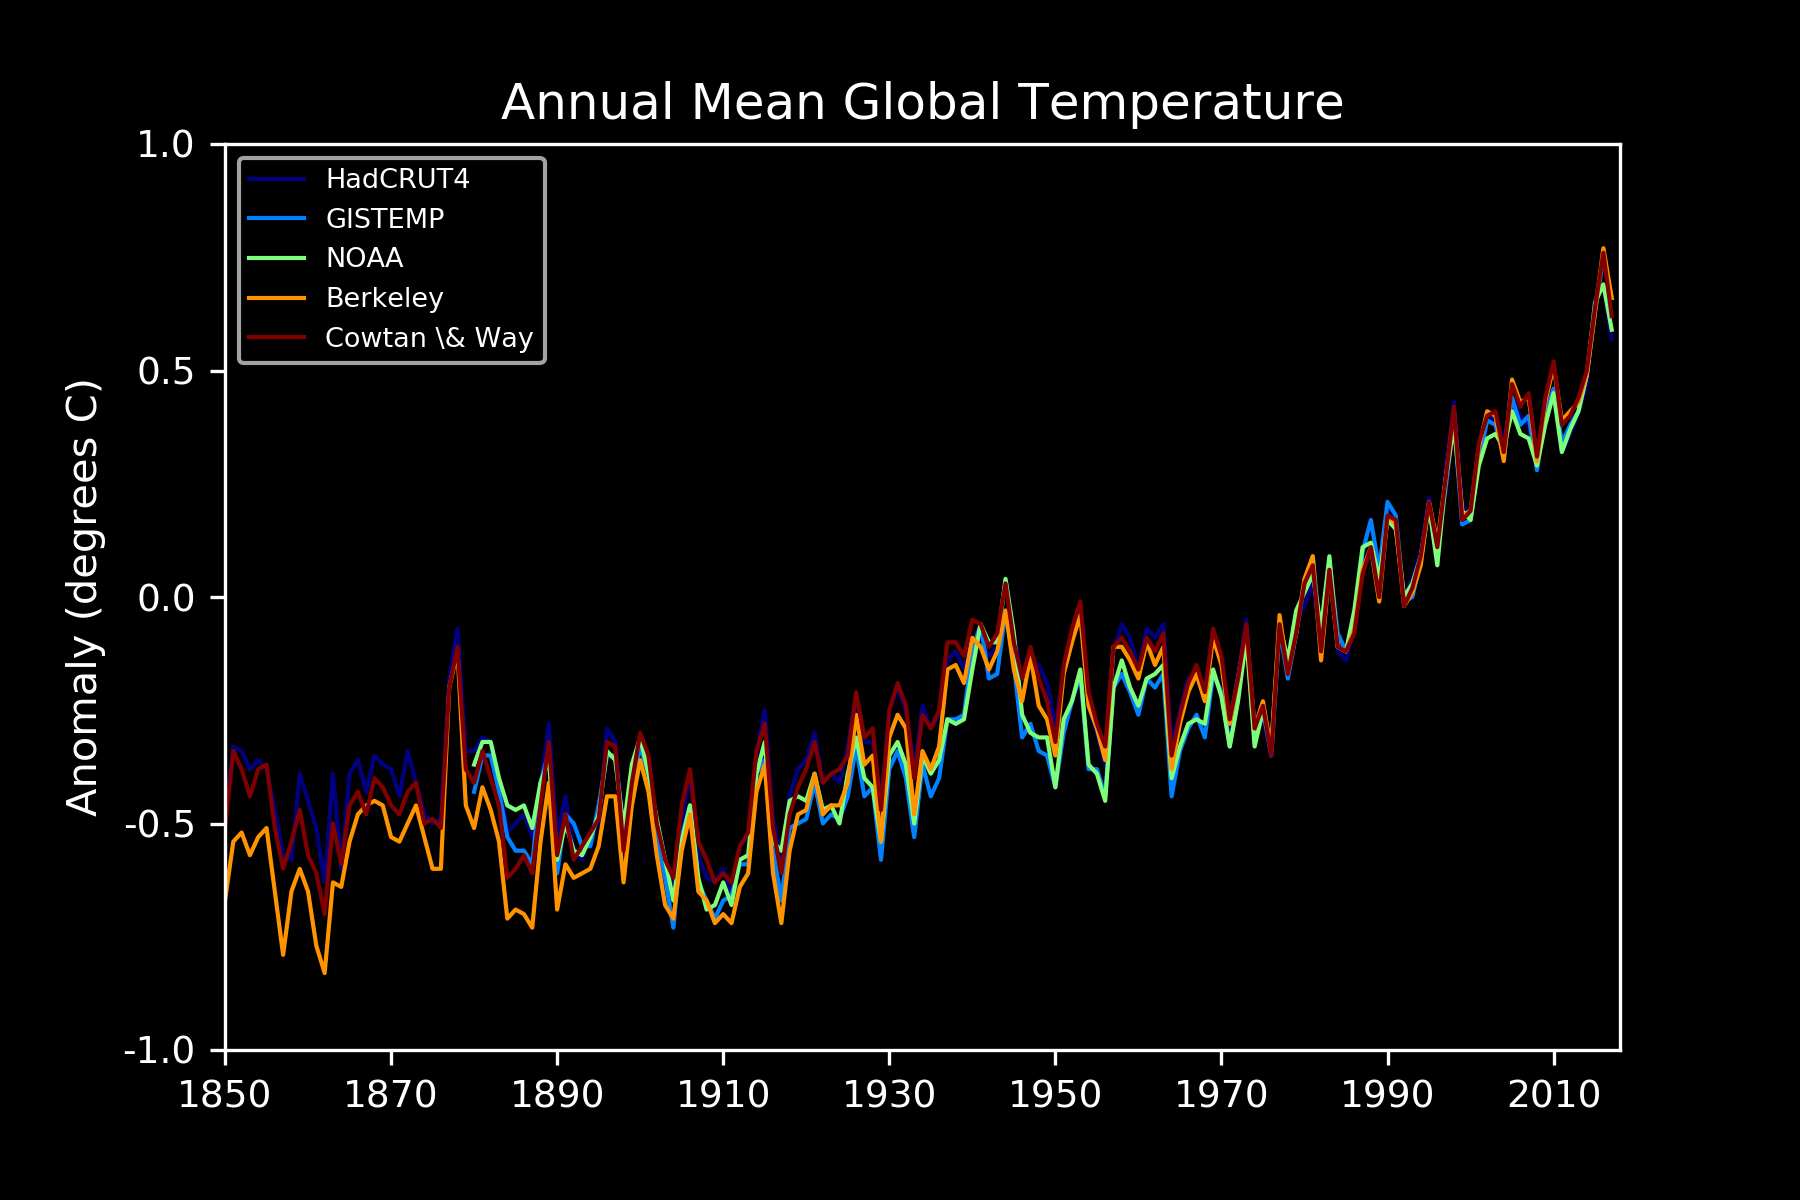 Annual Mean Global Temperature
1.0
HadCRUT4
GISTEMP
NOAA
Berkeley
Cowtan \& Way
0.5
0.0
-0.5
-1.0
Anomaly (degrees C)
1850 1870 1890 1910 1930 1950 1970 1990 2010